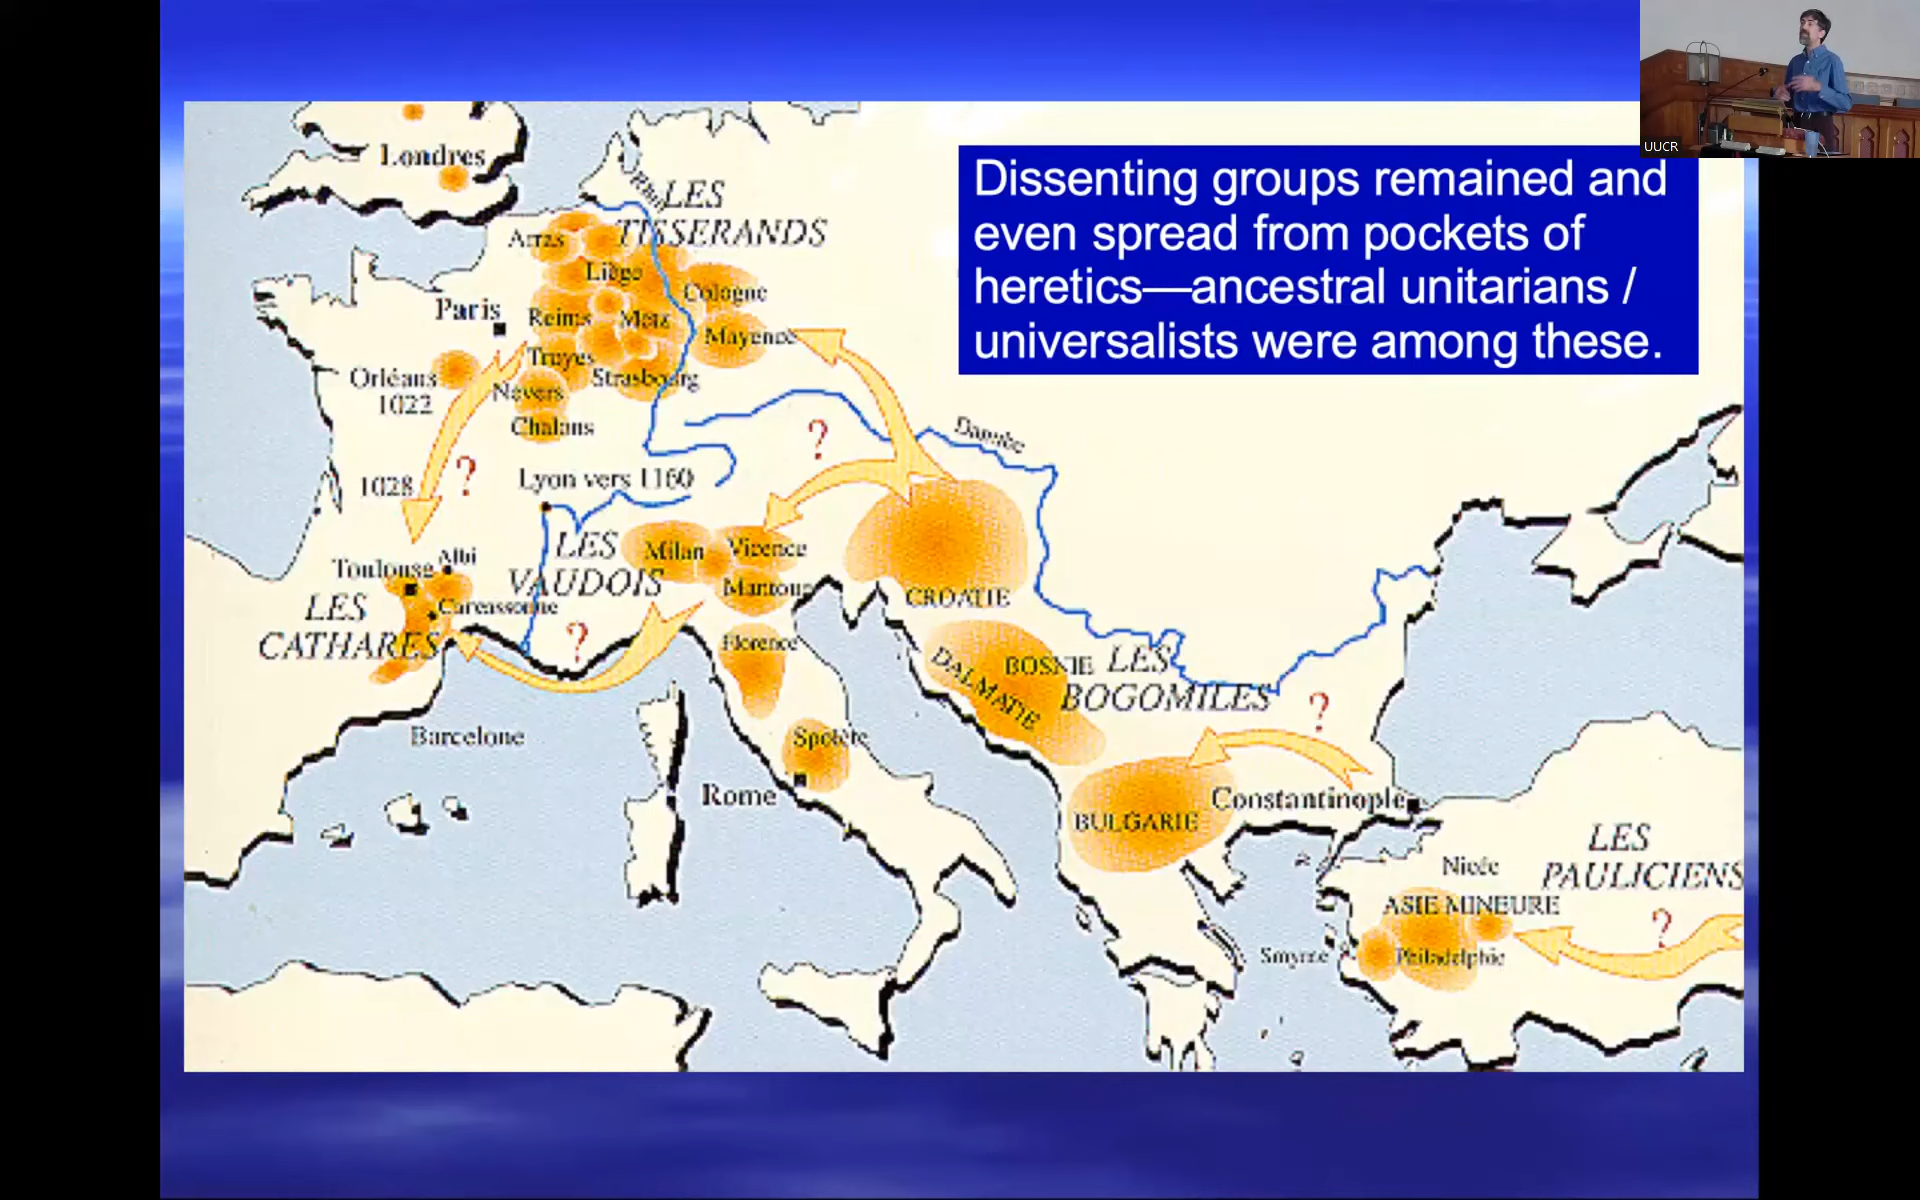 UUCR
Dissenting groups remained and
even spread from pockets of
heretics—ancestral unitarians /
universalists were among these.
Londres
LES
TISSERANDS
Arras
Liège
Cologne
Paris
Reims
Metz
Mayence
Troyes
Strasbourg
Orléans
1022
Nevers
Chalons
Danube
?
1028
?
Lyon vers 1160
LES
VAUDOIS
Milan
Vicence
Mantoue
Toulouse
Albi
Carcassonne
LES
CATHARES
?
CROATIE
Florence
BOSNIE
DALMATIE
LES
BOGOMILES
?
Barcelone
Spolète
Rome
BULGARIE
Constantinople
LES
PAULICIENS
Nicée
ASIE MINEURE
?
Smyrne
Philadelphie